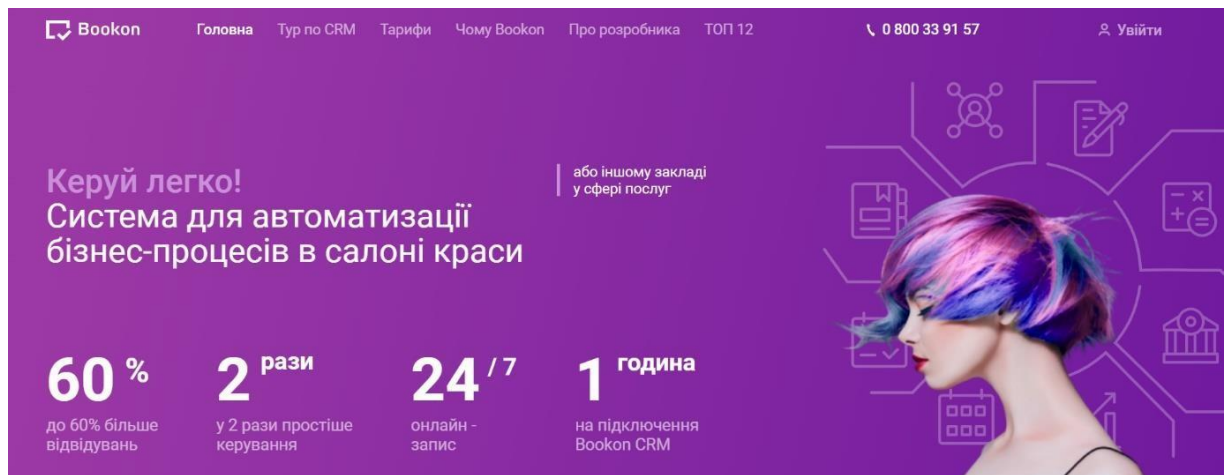 Bookon
Головна Тур по CRM Тарифи Чому Bookon Про розробника ТОП 12
0 800 33 91 57
Увійти
Керуй легко!
Система для автоматизації
бізнес-процесів в салоні краси
або іншому закладі
у сфері послуг
60 %
до 60% більше
відвідувань
2 рази
у 2 рази простіше
керування
24 / 7
онлайн -
запис
1 година
на підключення
Bookon CRM